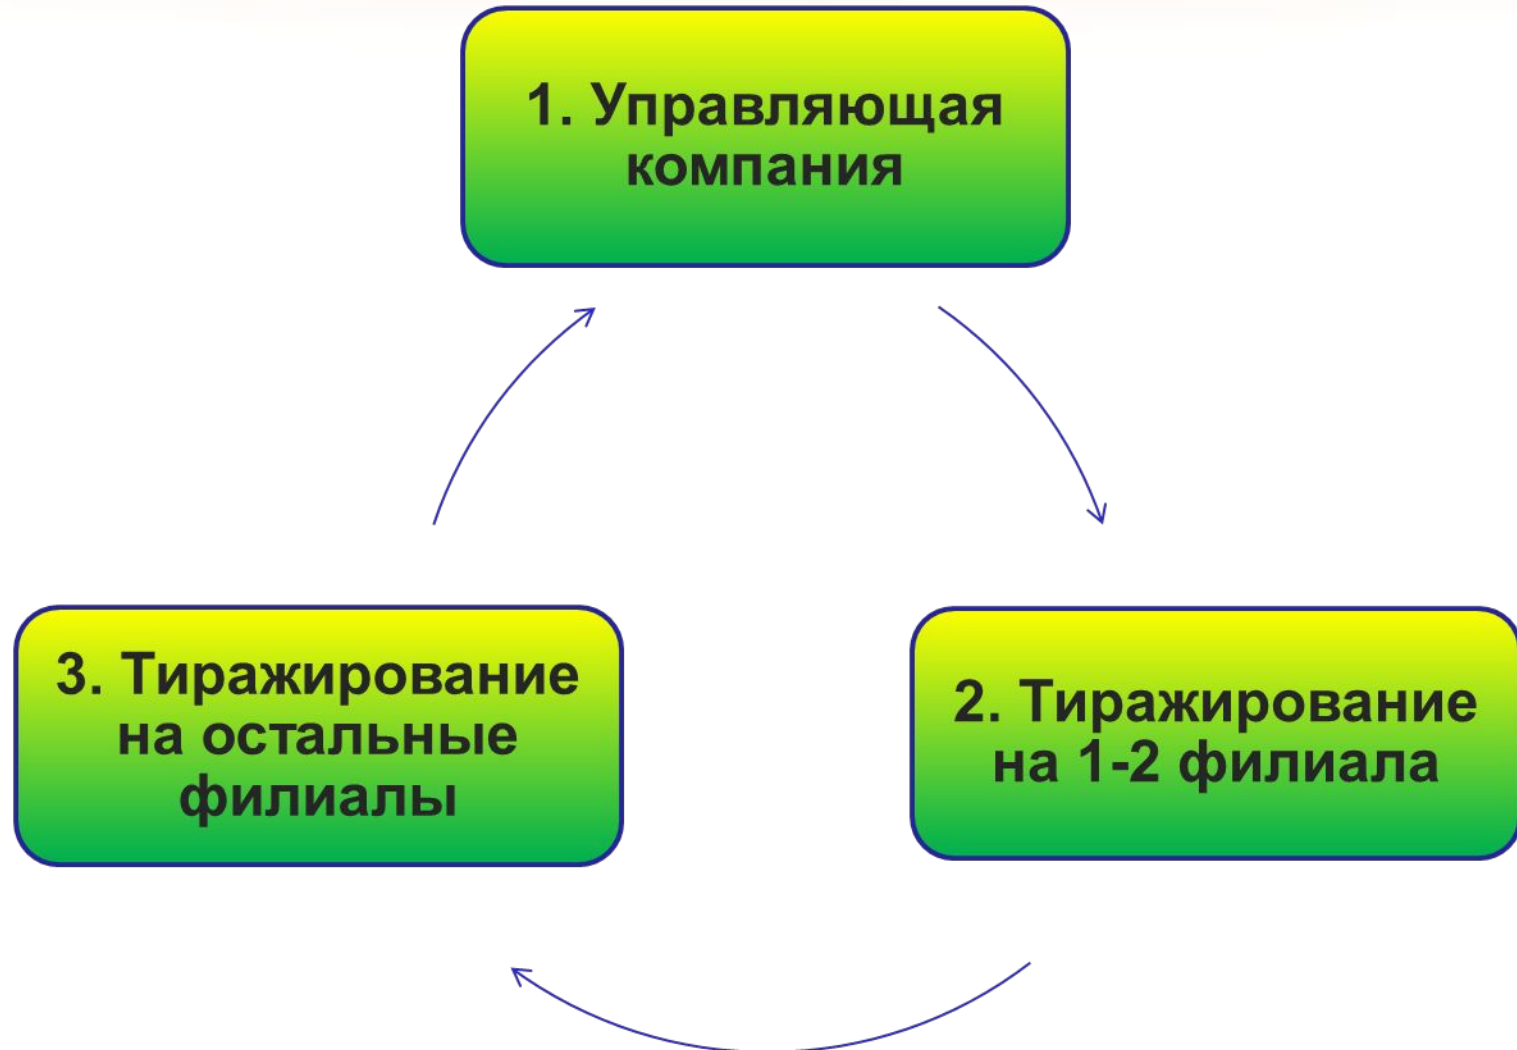 1. Управляющая
компания
2. Тиражирование
на 1-2 филиала
3. Тиражирование
на остальные
филиалы